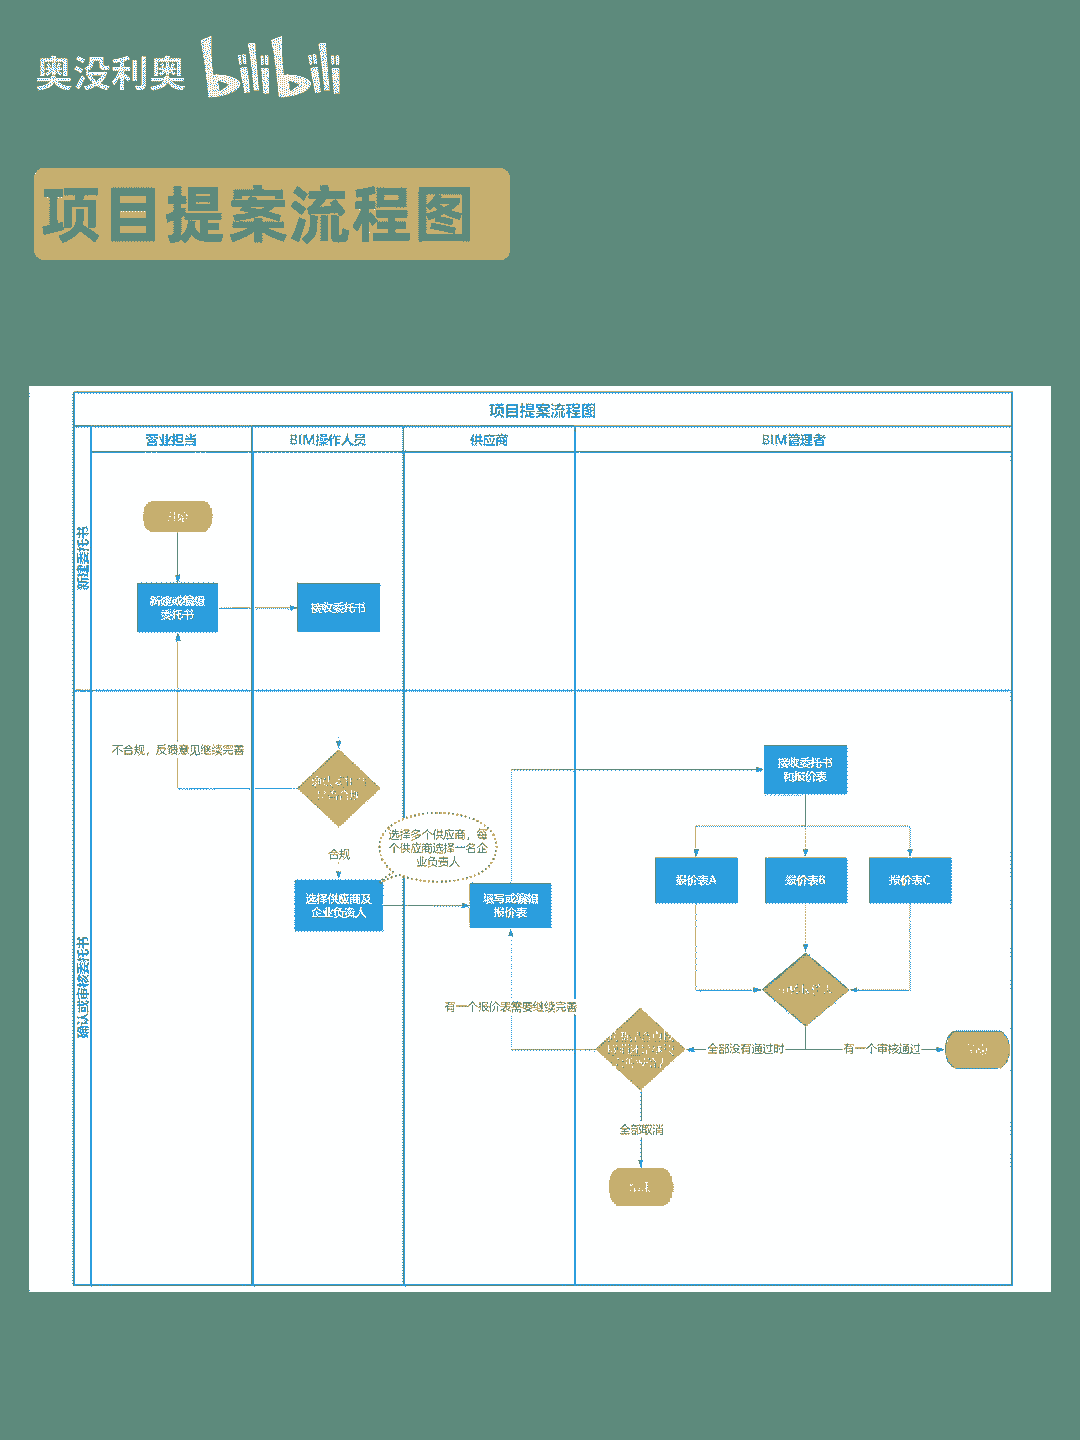 奥没利奥 bilibili
项目提案流程图
项目提案流程图
营业担当
BIM操作人员
供应商
BIM管理者
新建委托书
开始
新建或编辑
委托书
接收委托书
确认或审核委托书
不合规，反馈意见继续完善
合规
选择多个供应商，每
个供应商选择一名企
业负责人
选择供应商及
企业负责人
填写或编辑
报价表
接收委托书
和报价表
报价表A
报价表B
报价表C
有一个报价表需要继续完善
全部没有通过时
有一个审核通过
全部取消